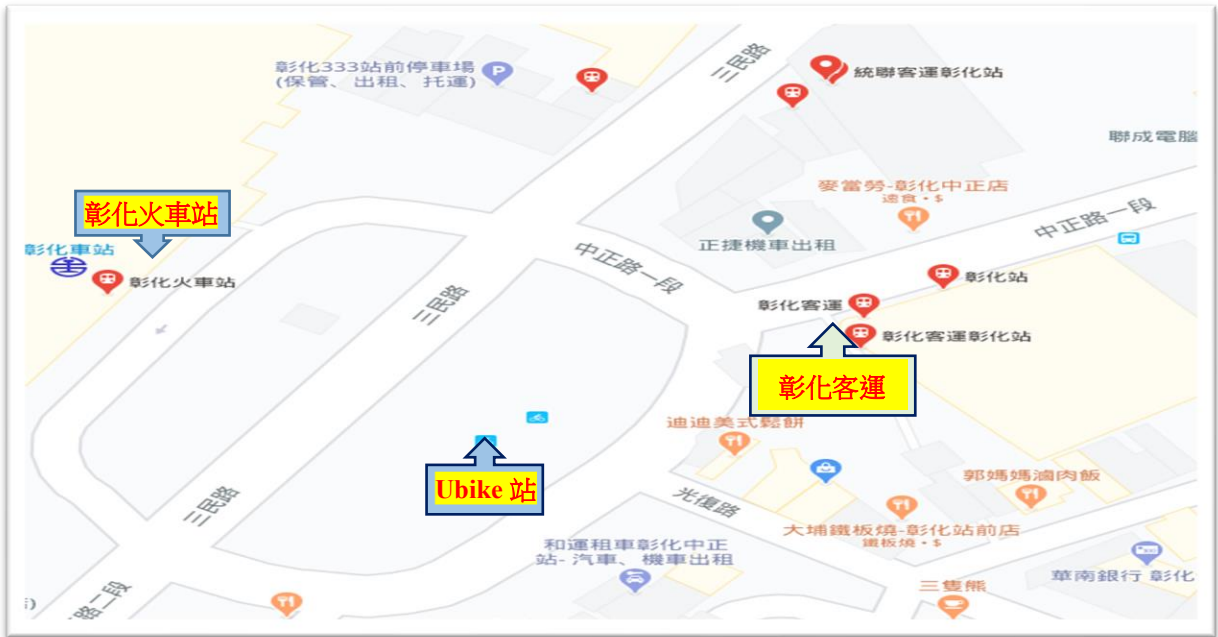 彰化333站前停車場
(保管、出租、托運)
三民路
統聯客運彰化站
聯成電腦
麥當勞-彰化中正店
速食・$
彰化火車站
彰化車站
彰化火車站
正捷機車出租
中正路一段
中正路一段
三民路
彰化站
彰化客運
彰化客運彰化站
彰化客運
迪迪美式鬆餅
Ubike 站
郭媽媽滷肉飯
三民路
光復路
大埔鐵板燒-彰化站前店
鐵板燒・$
和運租車彰化中正
站- 汽車、機車出租
華南銀行 彰化
三隻熊
路二段